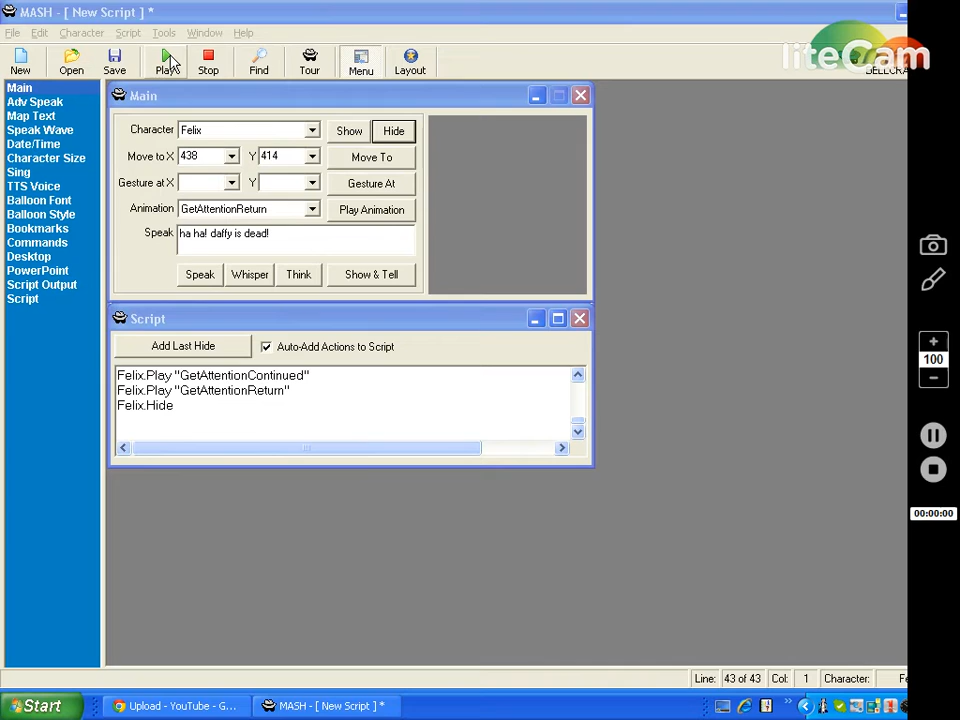 MASH - [ New Script ] *
File Edit Character Script Tools Window Help
liteCam
New Open Save Play Stop Find Tour Menu Layout
Main
Adv Speak
Map Text
Speak Wave
Date/Time
Character Size
Sing
TTS Voice
Balloon Font
Balloon Style
Bookmarks
Commands
Desktop
PowerPoint
Script Output
Script
Main
Character Felix Show Hide
Move to X 438 Y 414 Move To
Gesture at X Y Gesture At
Animation GetAttentionReturn Play Animation
Speak ha ha! daffy is dead!
Speak Whisper Think Show & Tell
Script
Add Last Hide Auto-Add Actions to Script
Felix.Play "GetAttentionContinued"
Felix.Play "GetAttentionReturn"
Felix.Hide
100
00:00:00
Line: 43 of 43 Col: 1 Character: Fe
Start Upload - YouTube - G... MASH - [ New Script ] *